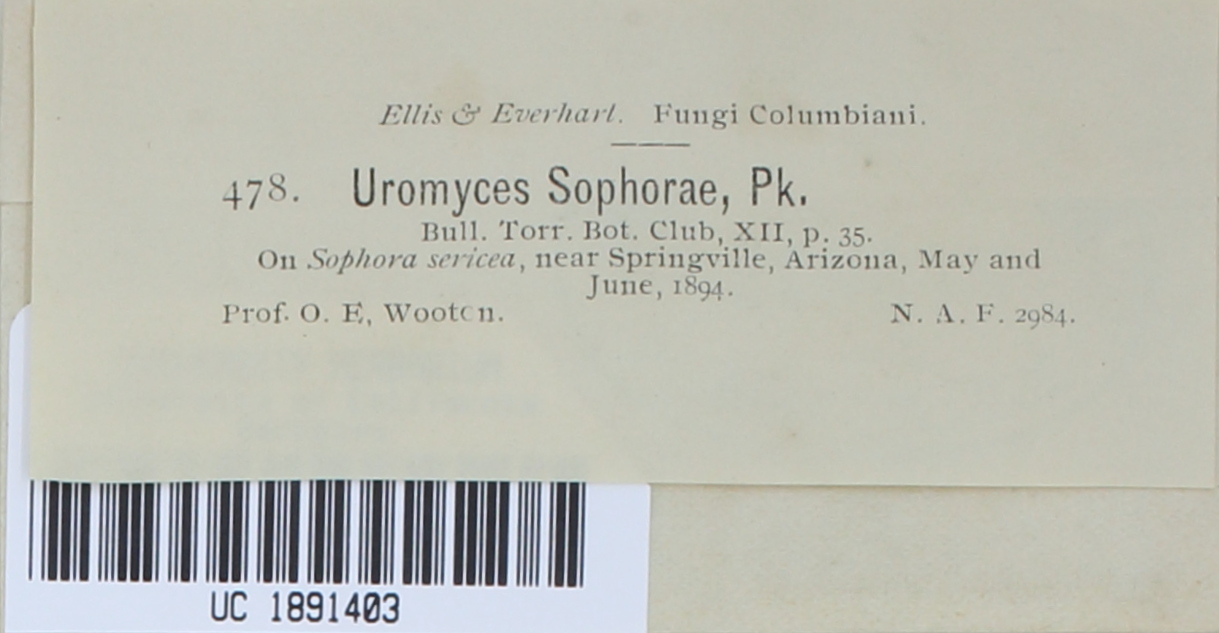 Ellis & Everhart. Fungi Columbiani.
478. Uromyces Sophorae, Pk.
Bull. Torr. Bot. Club, XII, p. 35.
On Sophora sericea, near Springville, Arizona, May and
June, 1894.
Prof. O. E, Wooten. N. A. F. 2984.
UC 1891403